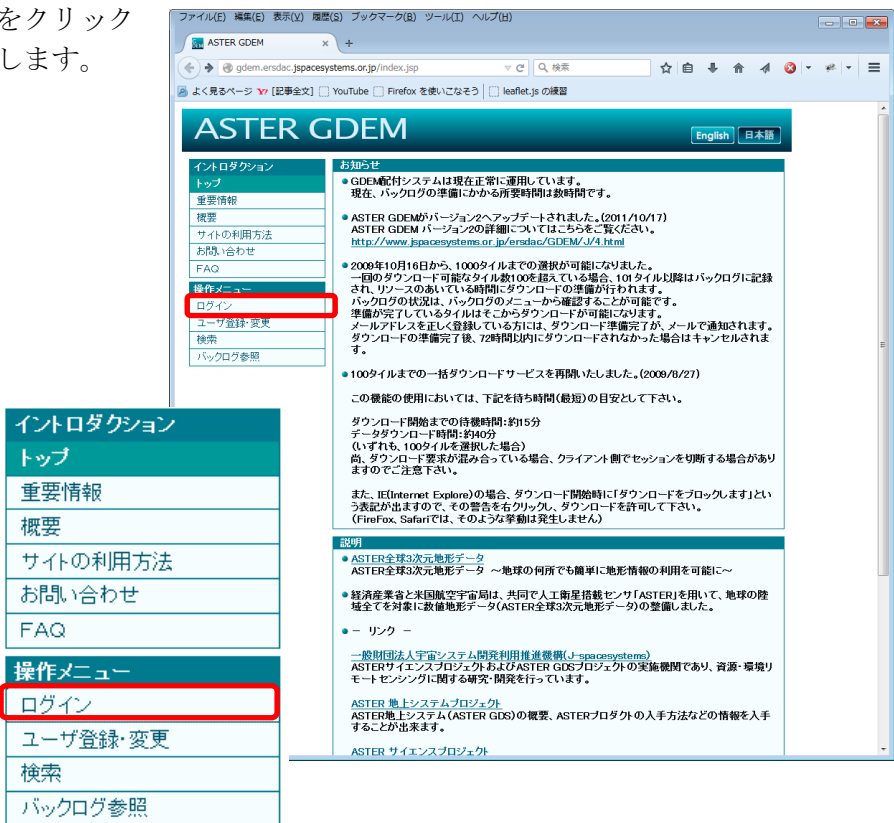 をクリック
します。
ファイル(F) 編集(E) 表示(V) 履歴(S) ブックマーク(B) ツール(T) ヘルプ(H)
ASTER GDEM × +
gdem.ersdac.jspacesystems.or.jp/index.jsp 検索
よく見るページ [記事全文] YouTube Firefox を使いこなそう leaflet.js の練習
ASTER GDEM
English 日本語
イントロダクション
トップ
重要情報
概要
サイトの利用方法
お問い合わせ
FAQ
操作メニュー
ログイン
ユーザ登録・変更
検索
バックログ参照
お知らせ
GDEM配付システムは現在正常に運用しています。
現在、バックログの準備にかかる所要時間は数時間です。
ASTER GDEMがバージョン2へアップデートされました。(2011/10/17)
ASTER GDEM バージョン2の詳細についてはこちらをご覧ください。
http://www.jspacesystems.or.jp/ersdac/GDEM/J/4.html
2009年10月16日から、1000タイルまでの選択が可能になりました。
一回のダウンロード可能なタイル数100を超えている場合、101タイル以降はバックログに記録
され、リソースのあいている時間にダウンロードの準備が行われます。
バックログの状況は、バックログのメニューから確認することが可能です。
準備が完了しているタイルはそこからダウンロードが可能になります。
メールアドレスを正しく登録している方には、ダウンロード準備完了が、メールで通知されます。
ダウンロードの準備完了後、72時間以内にダウンロードされなかった場合はキャンセルされま
す。
100タイルまでの一括ダウンロードサービスを再開いたしました。(2009/8/27)
この機能の使用においては、下記を待ち時間(最短)の目安として下さい。
ダウンロード開始までの待機時間:約15分
データダウンロード時間:約40分
(いずれも、100タイルを選択した場合)
尚、ダウンロード要求が混み合っている場合、クライアント側でセッションを切断する場合があり
ますのでご注意下さい。
また、IE(Internet Explore)の場合、ダウンロード開始時に「ダウンロードをブロックします」とい
う表記が出ますので、その警告を右クリックし、ダウンロードを許可して下さい。
(FireFox、Safariでは、そのような挙動は発生しません)
説明
ASTER全球3次元地形データ
ASTER全球3次元地形データ ～地球の何所でも簡単に地形情報の利用を可能に～
経済産業省と米国航空宇宙局は、共同で人工衛星搭載センサ「ASTER」を用いて、地球の陸
域全てを対象に数値地形データ(ASTER全球3次元地形データ)の整備しました。
－ リンク －
一般財団法人宇宙システム開発利用推進機構(J-spacesystems)
ASTERサイエンスプロジェクトおよびASTER GDSプロジェクトの実施機関であり、資源・環境リ
モートセンシングに関する研究・開発を行っています。
ASTER 地上システムプロジェクト
ASTER地上システム(ASTER GDS)の概要、ASTERプロダクトの入手方法などの情報を入手
することが出来ます。
ASTER サイエンスプロジェクト
イントロダクション
トップ
重要情報
概要
サイトの利用方法
お問い合わせ
FAQ
操作メニュー
ログイン
ユーザ登録・変更
検索
バックログ参照